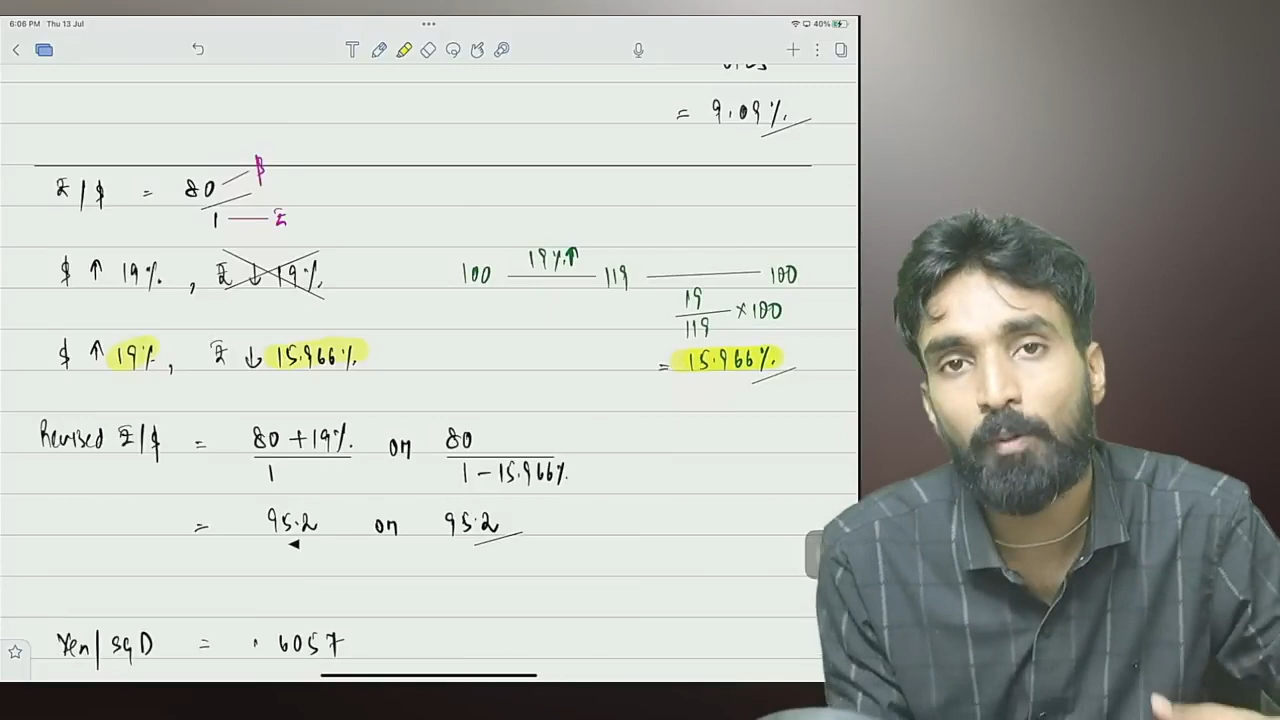 6:06 PM Thu 13 Jul 40%
= 9.09%
₹/$ = 80 $
1 ₹
$ ↑ 19%, ₹ ↓ 19%
100 19%↑ 119 100
19/119 × 100
$ ↑ 19%, ₹ ↓ 15.966%
= 15.966%
Revised ₹/$ = 80 + 19% / 1 or 80 / 1 - 15.966%
= 95.2 or 95.2
Yen/SgD = .6057